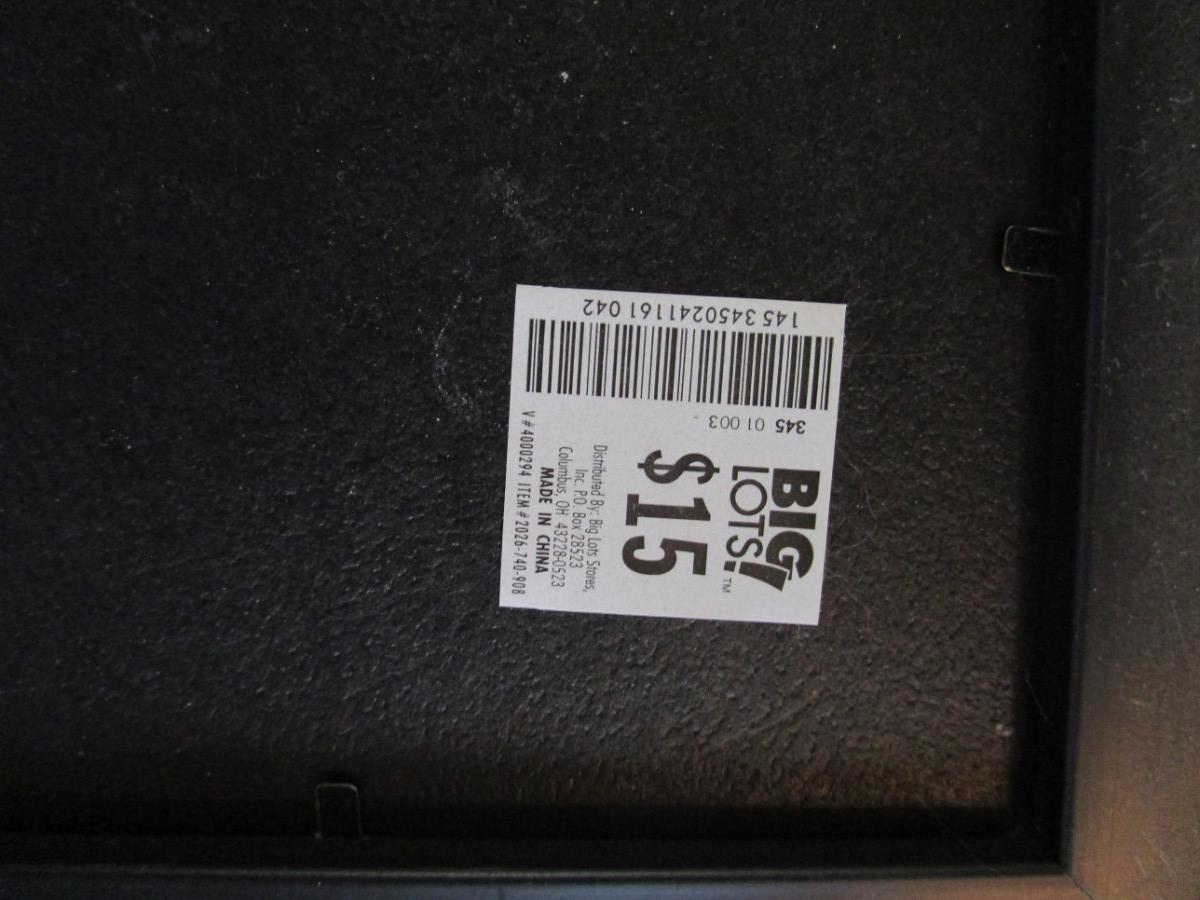 BIG
LOTS!™
$15
Distributed By: Big Lots Stores,
Inc. P.O. Box 28523
Columbus, OH 43228-0523
MADE IN CHINA
V#4000294 ITEM#2026-740-908
345 01 003
145 3450241161 042